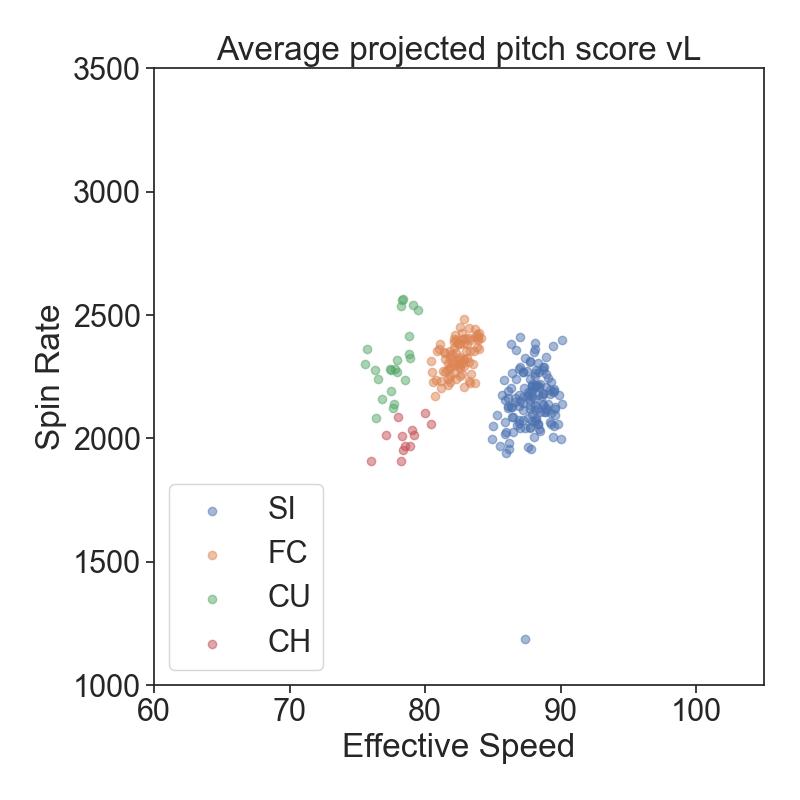 Average projected pitch score vL
3500
3000
2500
2000
1500
1000
Spin Rate
SI
FC
CU
CH
60 70 80 90 100
Effective Speed